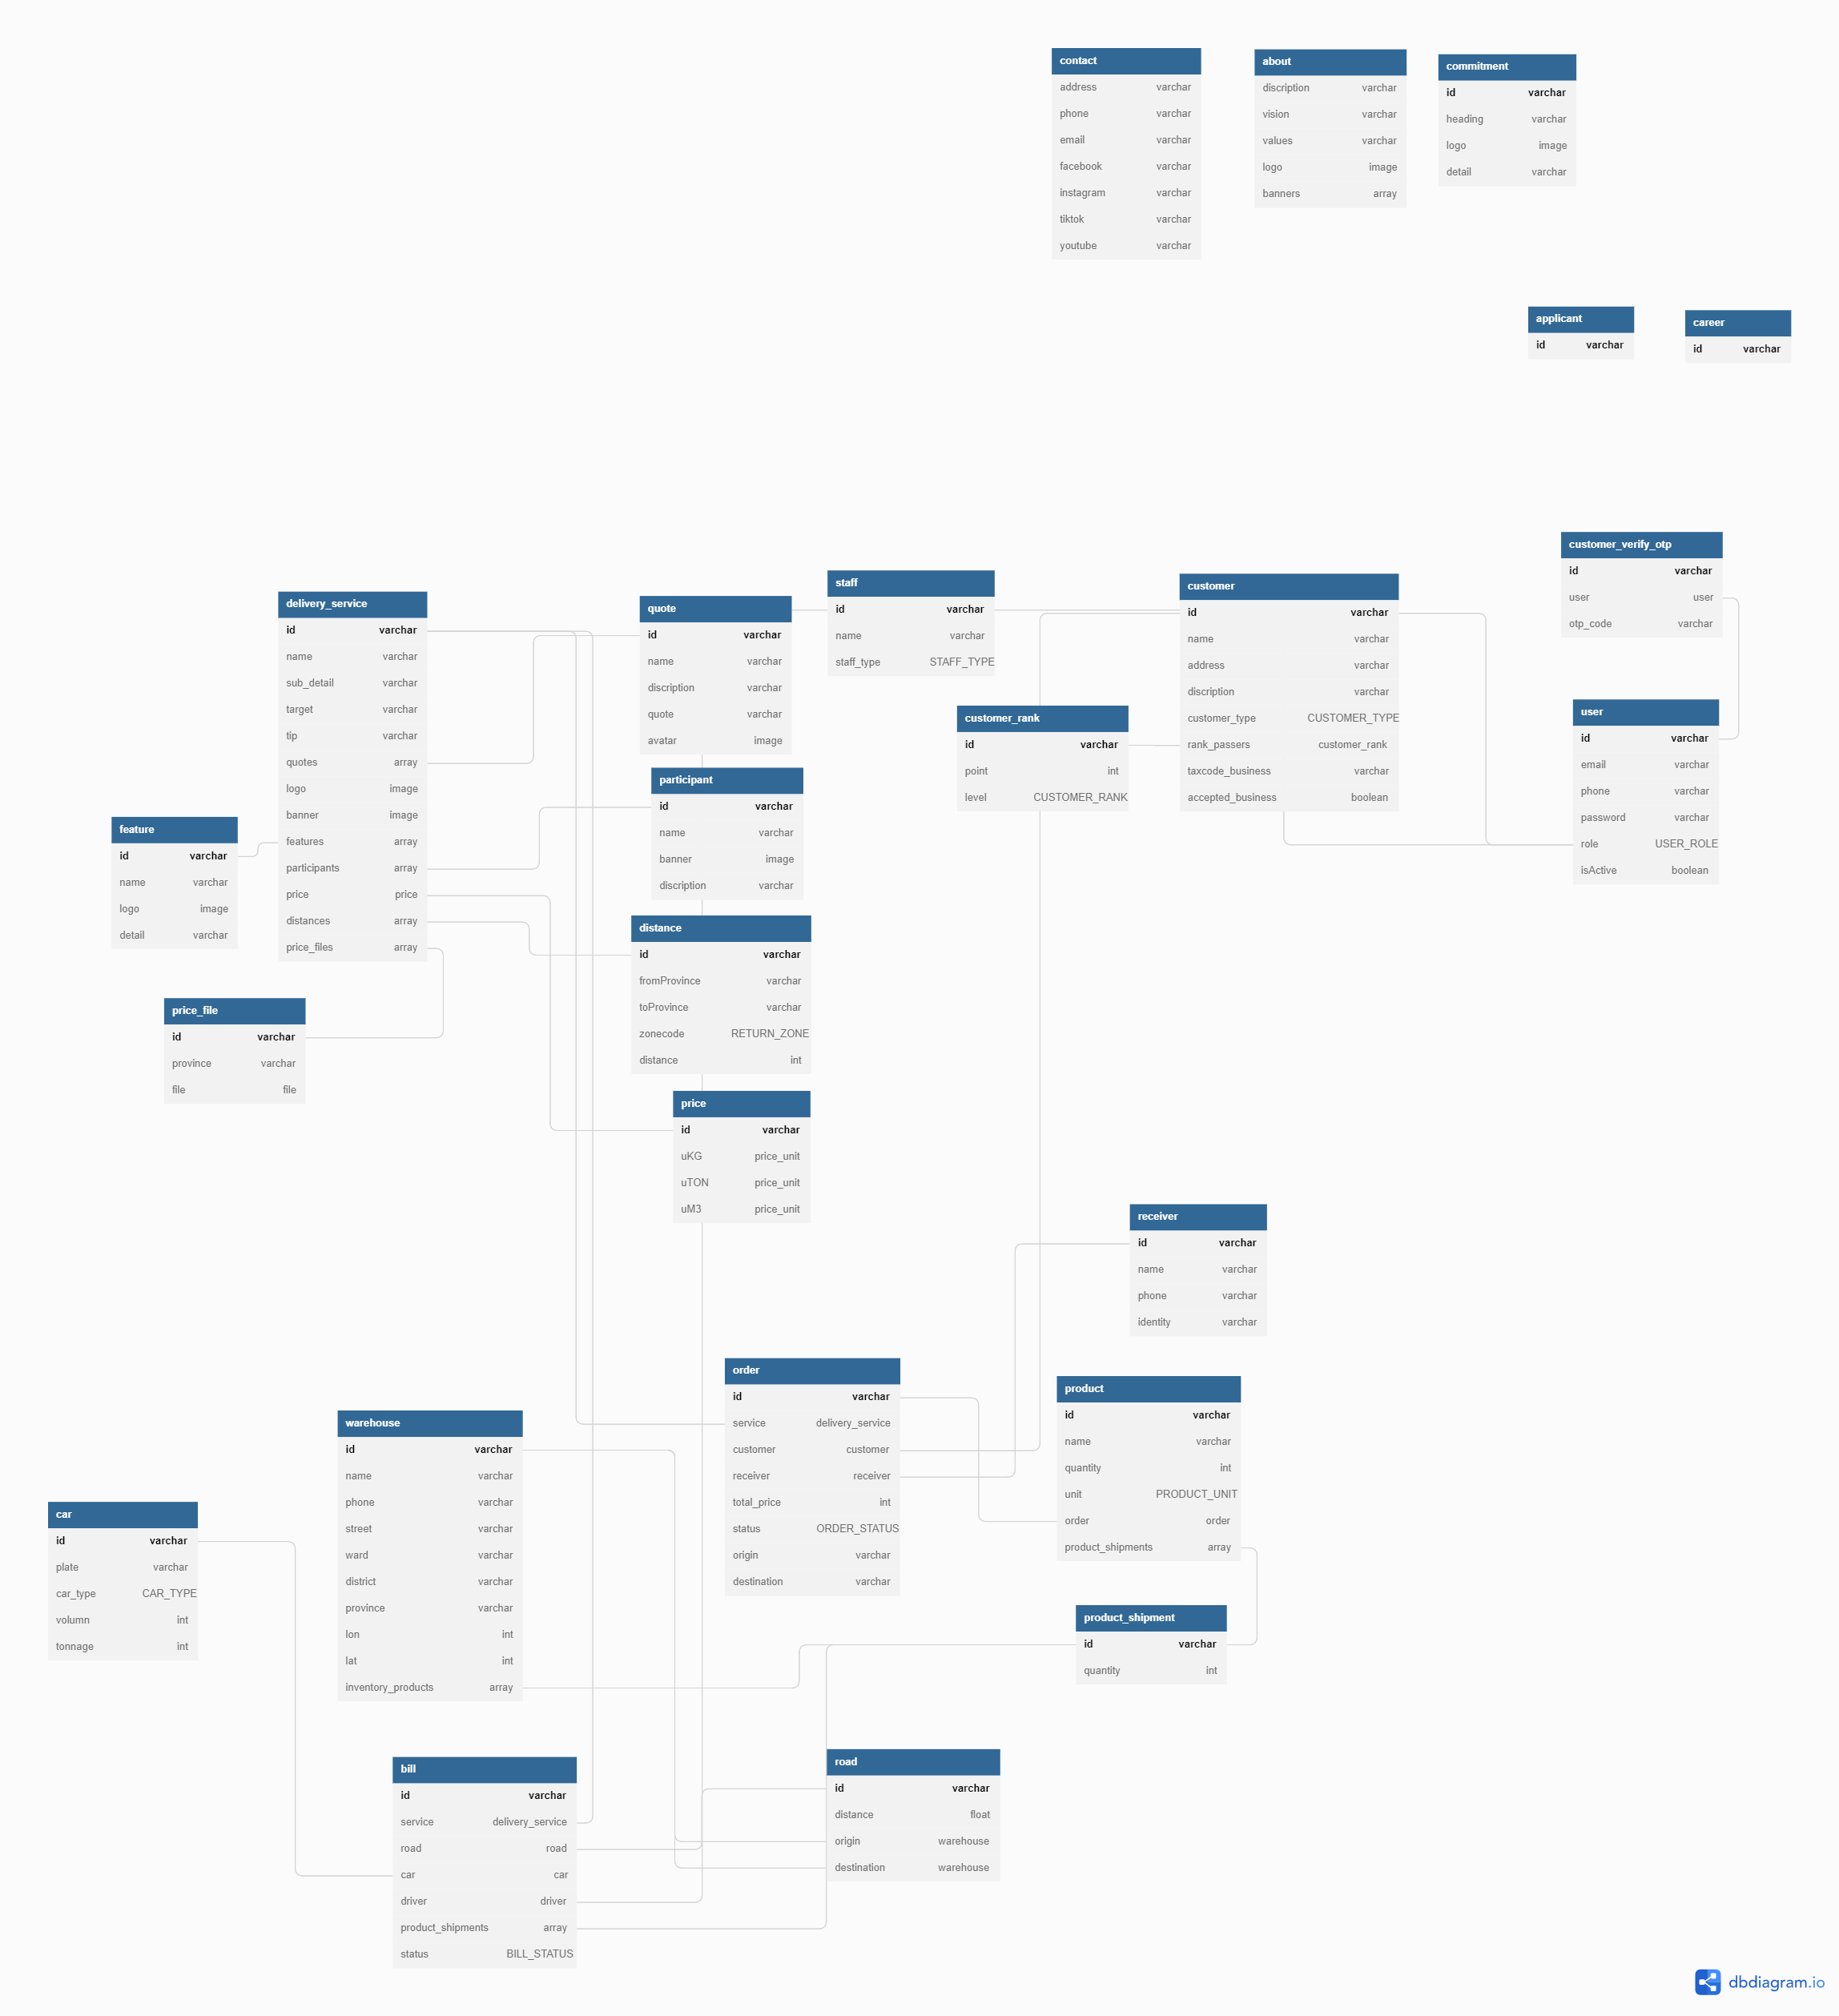 contact
address varchar
phone varchar
email varchar
facebook varchar
instagram varchar
tiktok varchar
youtube varchar
about
discription varchar
vision varchar
values varchar
logo image
banners array
commitment
id varchar
heading varchar
logo image
detail varchar
applicant
id varchar
career
id varchar
customer_verify_otp
id varchar
user user
otp_code varchar
delivery_service
id varchar
name varchar
sub_detail varchar
target varchar
tip varchar
quotes array
logo image
banner image
features array
participants array
price price
distances array
price_files array
quote
id varchar
name varchar
discription varchar
quote varchar
avatar image
staff
id varchar
name varchar
staff_type STAFF_TYPE
customer
id varchar
name varchar
address varchar
discription varchar
customer_type CUSTOMER_TYPE
rank_passers customer_rank
taxcode_business varchar
accepted_business boolean
customer_rank
id varchar
point int
level CUSTOMER_RANK
user
id varchar
email varchar
phone varchar
password varchar
role USER_ROLE
isActive boolean
participant
id varchar
name varchar
banner image
discription varchar
feature
id varchar
name varchar
logo image
detail varchar
distance
id varchar
fromProvince varchar
toProvince varchar
zonecode RETURN_ZONE
distance int
price_file
id varchar
province varchar
file file
price
id varchar
uKG price_unit
uTON price_unit
uM3 price_unit
receiver
id varchar
name varchar
phone varchar
identity varchar
order
id varchar
service delivery_service
customer customer
receiver receiver
total_price int
status ORDER_STATUS
origin varchar
destination varchar
product
id varchar
name varchar
quantity int
unit PRODUCT_UNIT
order order
product_shipments array
warehouse
id varchar
name varchar
phone varchar
street varchar
ward varchar
district varchar
province varchar
lon int
lat int
inventory_products array
car
id varchar
plate varchar
car_type CAR_TYPE
volumn int
tonnage int
product_shipment
id varchar
quantity int
bill
id varchar
service delivery_service
road road
car car
driver driver
product_shipments array
status BILL_STATUS
road
id varchar
distance float
origin warehouse
destination warehouse
dbdiagram.io